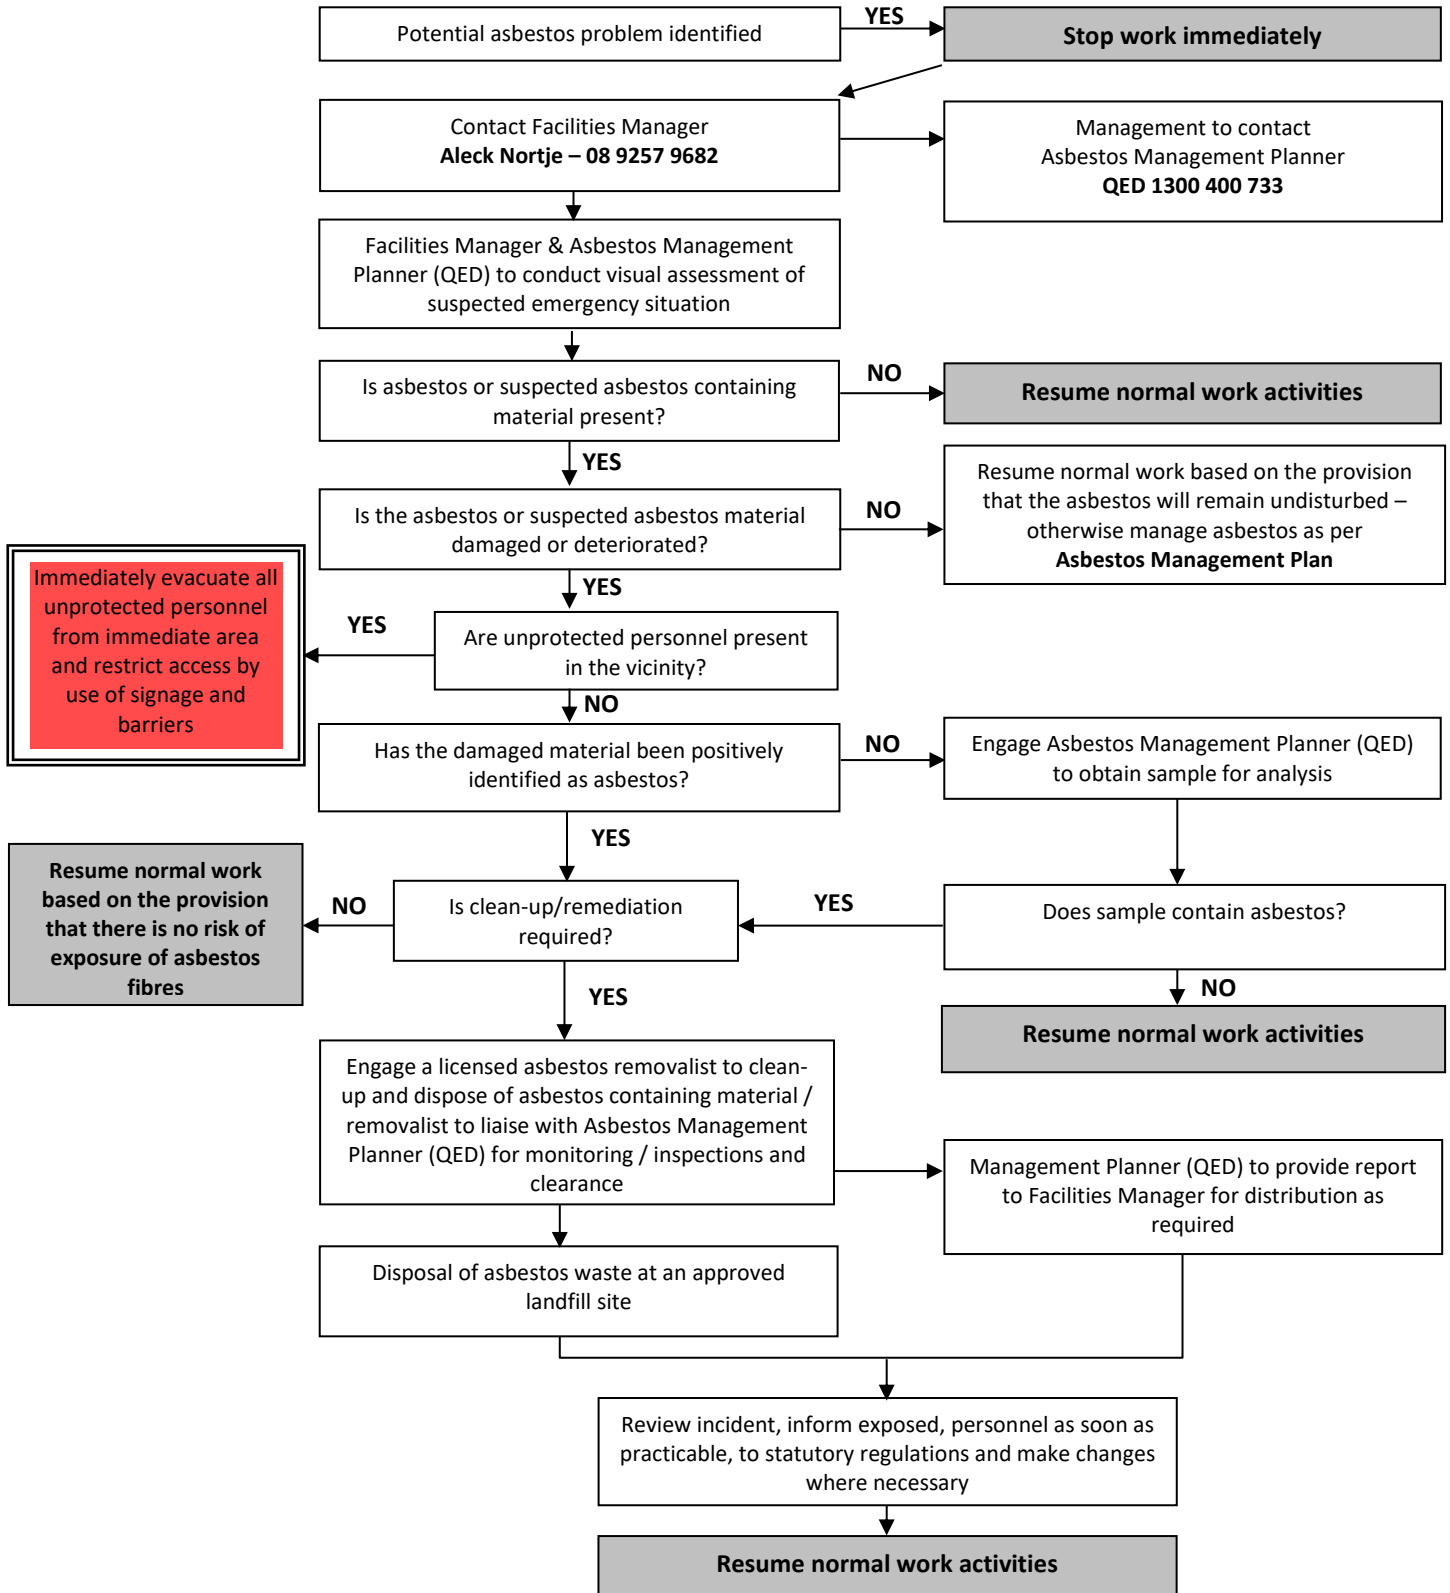 Potential asbestos problem identified
YES
Stop work immediately
Contact Facilities Manager
Aleck Nortje – 08 9257 9682
Management to contact
Asbestos Management Planner
QED 1300 400 733
Facilities Manager & Asbestos Management
Planner (QED) to conduct visual assessment of
suspected emergency situation
Is asbestos or suspected asbestos containing
material present?
NO
Resume normal work activities
YES
Is the asbestos or suspected asbestos material
damaged or deteriorated?
NO
Resume normal work based on the provision
that the asbestos will remain undisturbed –
otherwise manage asbestos as per
Asbestos Management Plan
YES
Are unprotected personnel present
in the vicinity?
YES
Immediately evacuate all
unprotected personnel
from immediate area
and restrict access by
use of signage and
barriers
NO
Has the damaged material been positively
identified as asbestos?
NO
Engage Asbestos Management Planner (QED)
to obtain sample for analysis
YES
Is clean-up/remediation
required?
NO
Resume normal work
based on the provision
that there is no risk of
exposure of asbestos
fibres
YES
Does sample contain asbestos?
NO
Resume normal work activities
YES
Engage a licensed asbestos removalist to clean-
up and dispose of asbestos containing material /
removalist to liaise with Asbestos Management
Planner (QED) for monitoring / inspections and
clearance
Management Planner (QED) to provide report
to Facilities Manager for distribution as
required
Disposal of asbestos waste at an approved
landfill site
Review incident, inform exposed, personnel as soon as
practicable, to statutory regulations and make changes
where necessary
Resume normal work activities